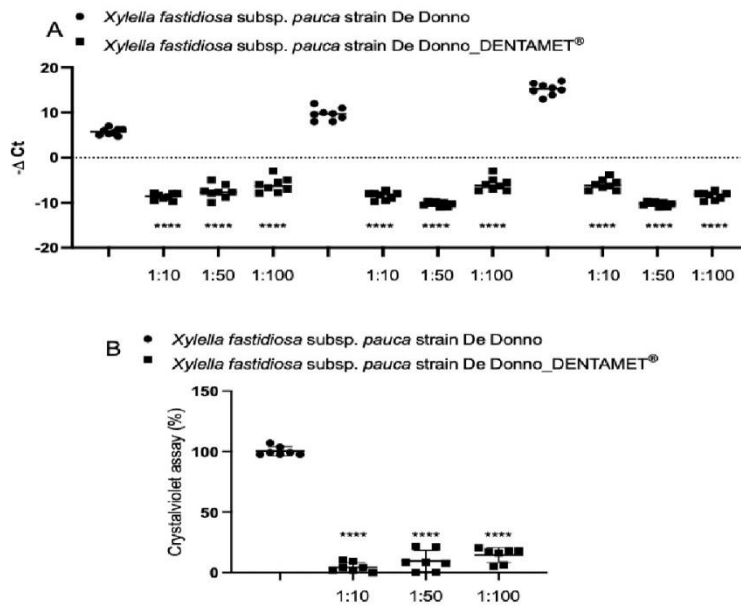 A
Xylella fastidiosa subsp. pauca strain De Donno
Xylella fastidiosa subsp. pauca strain De Donno_DENTAMET®
-Δ Ct
20
10
0
-10
-20
**** **** **** **** **** **** **** **** ****
1:10 1:50 1:100 1:10 1:50 1:100 1:10 1:50 1:100
B
Xylella fastidiosa subsp. pauca strain De Donno
Xylella fastidiosa subsp. pauca strain De Donno_DENTAMET®
Crystalviolet assay (%)
150
100
50
0
**** **** ****
1:10 1:50 1:100